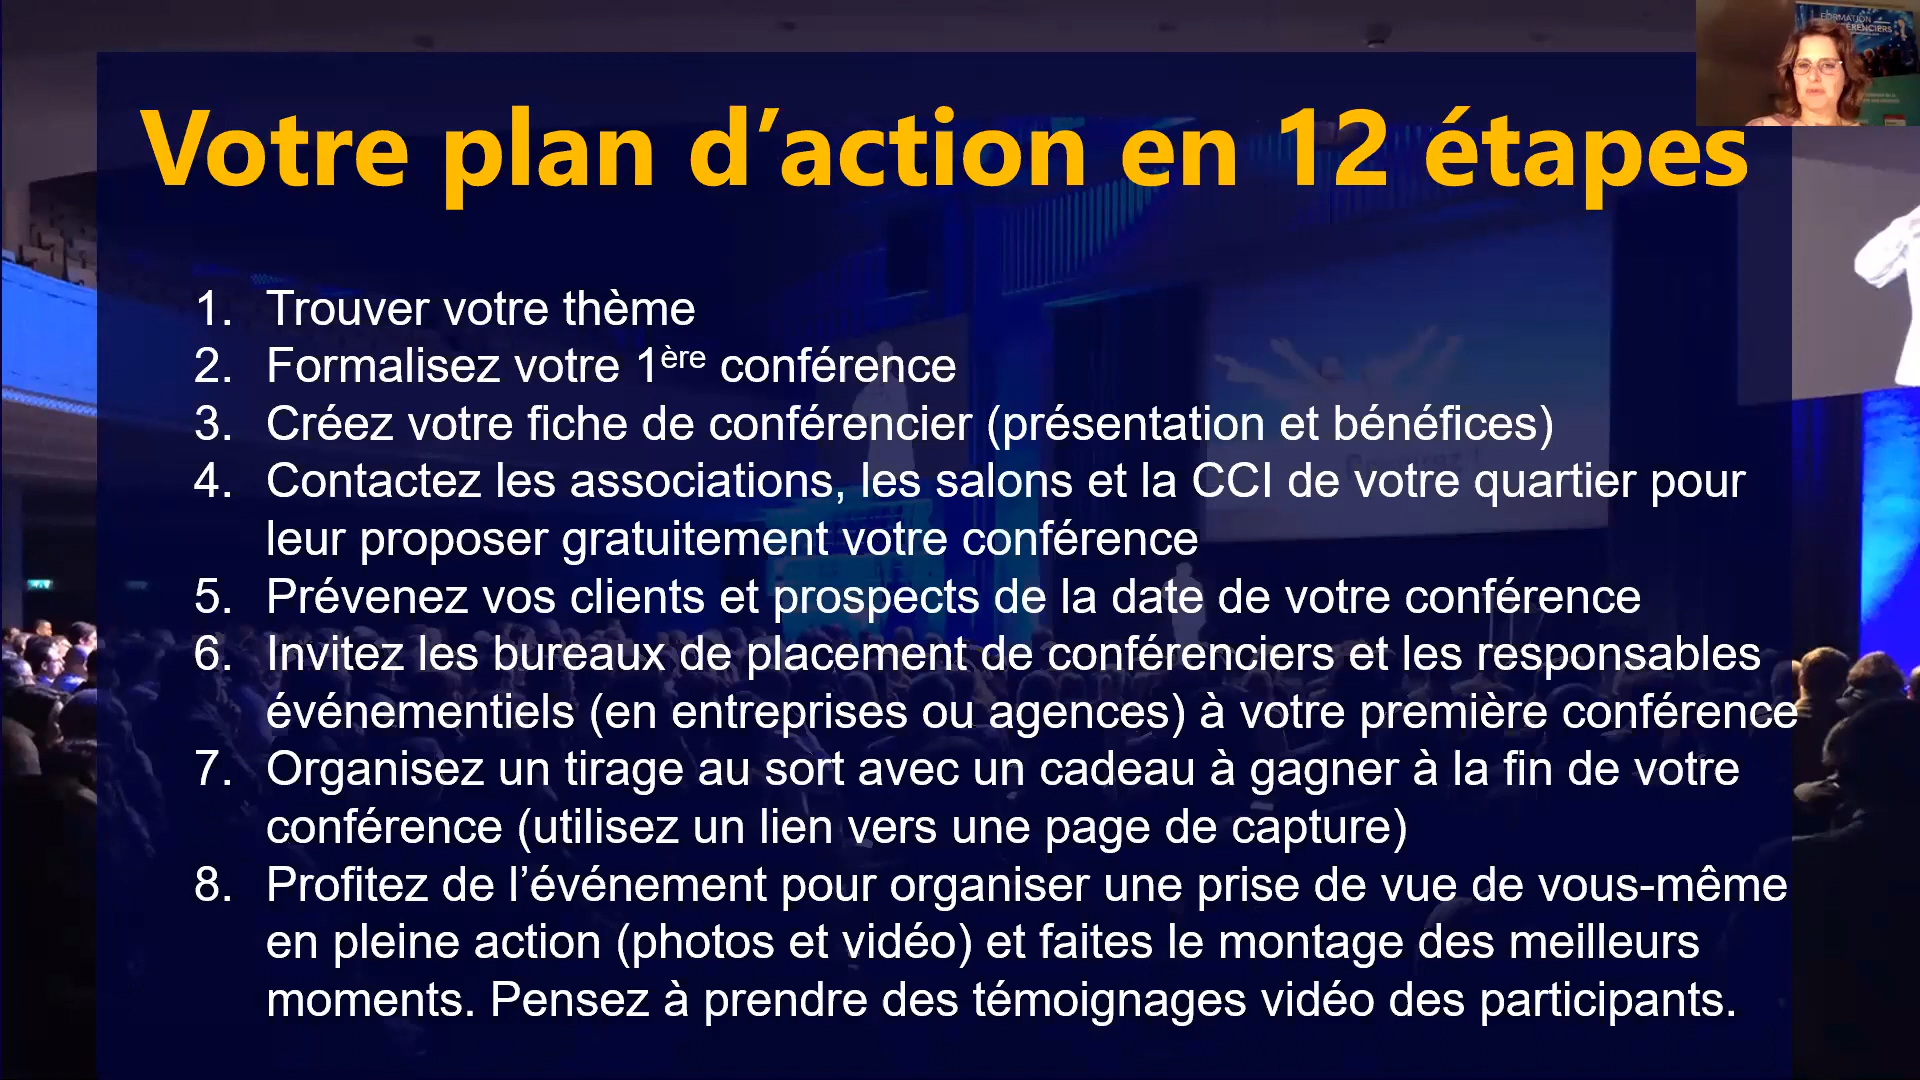 FORMATION
Votre plan d’action en 12 étapes
1. Trouver votre thème
2. Formalisez votre 1ère conférence
3. Créez votre fiche de conférencier (présentation et bénéfices)
4. Contactez les associations, les salons et la CCI de votre quartier pour
leur proposer gratuitement votre conférence
5. Prévenez vos clients et prospects de la date de votre conférence
6. Invitez les bureaux de placement de conférenciers et les responsables
événementiels (en entreprises ou agences) à votre première conférence
7. Organisez un tirage au sort avec un cadeau à gagner à la fin de votre
conférence (utilisez un lien vers une page de capture)
8. Profitez de l’événement pour organiser une prise de vue de vous-même
en pleine action (photos et vidéo) et faites le montage des meilleurs
moments. Pensez à prendre des témoignages vidéo des participants.